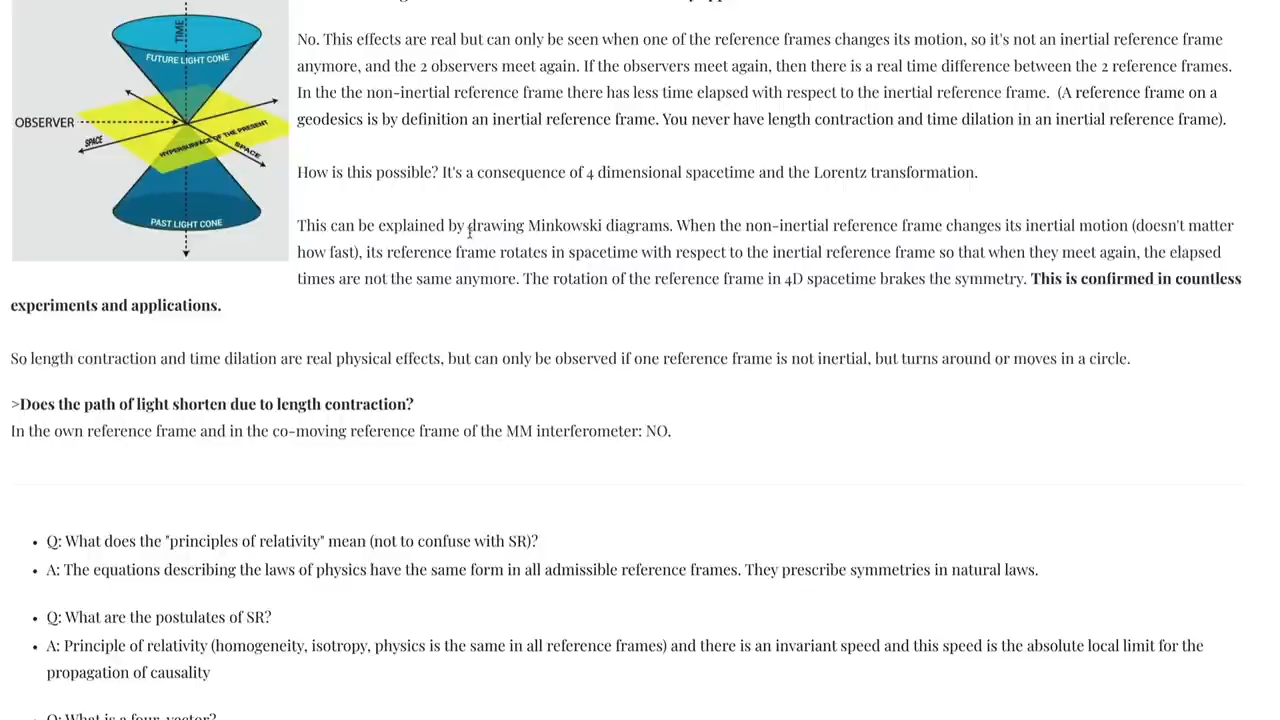 TIME
FUTURE LIGHT CONE
OBSERVER
SPACE
HYPERSURFACE OF THE PRESENT
SPACE
PAST LIGHT CONE
No. This effects are real but can only be seen when one of the reference frames changes its motion, so it's not an inertial reference frame
anymore, and the 2 observers meet again. If the observers meet again, then there is a real time difference between the 2 reference frames.
In the the non-inertial reference frame there has less time elapsed with respect to the inertial reference frame. (A reference frame on a
geodesics is by definition an inertial reference frame. You never have length contraction and time dilation in an inertial reference frame).
How is this possible? It's a consequence of 4 dimensional spacetime and the Lorentz transformation.
This can be explained by drawing Minkowski diagrams. When the non-inertial reference frame changes its inertial motion (doesn't matter
how fast), its reference frame rotates in spacetime with respect to the inertial reference frame so that when they meet again, the elapsed
times are not the same anymore. The rotation of the reference frame in 4D spacetime brakes the symmetry. This is confirmed in countless
experiments and applications.
So length contraction and time dilation are real physical effects, but can only be observed if one reference frame is not inertial, but turns around or moves in a circle.
>Does the path of light shorten due to length contraction?
In the own reference frame and in the co-moving reference frame of the MM interferometer: NO.
• Q: What does the "principles of relativity" mean (not to confuse with SR)?
• A: The equations describing the laws of physics have the same form in all admissible reference frames. They prescribe symmetries in natural laws.
• Q: What are the postulates of SR?
• A: Principle of relativity (homogeneity, isotropy, physics is the same in all reference frames) and there is an invariant speed and this speed is the absolute local limit for the
propagation of causality
• Q: What is a four-vector?